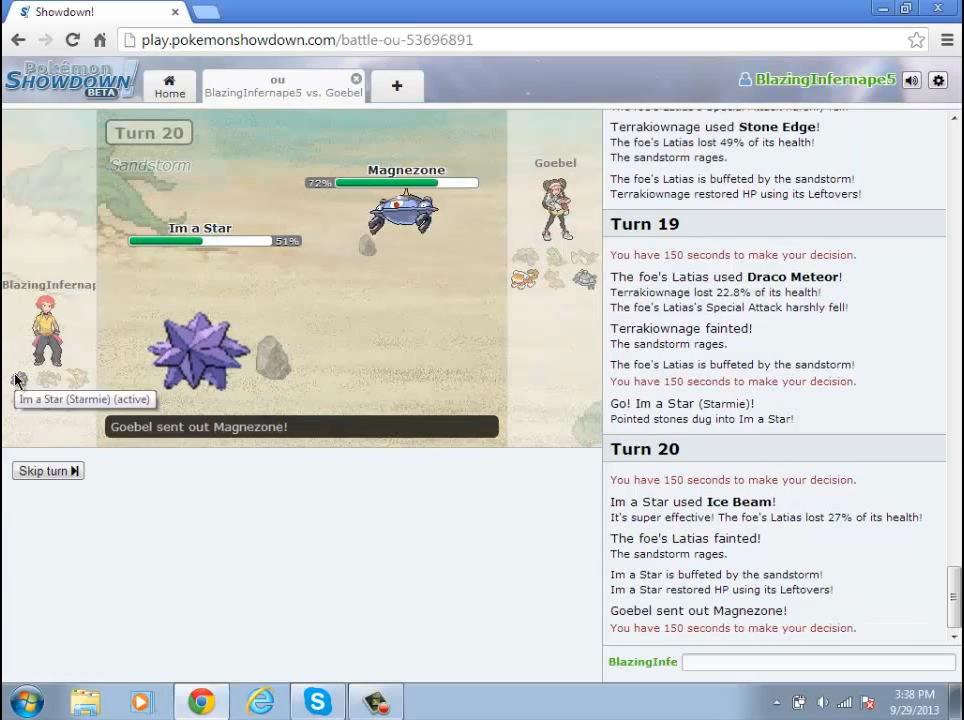 Showdown!
play.pokemonshowdown.com/battle-ou-53696891
Pokémon
SHOWDOWN
BETA
Home
ou
BlazingInfernape5 vs. Goebel
+
BlazingInfernape5
Turn 20
Sandstorm
Magnezone
72%
Im a Star
51%
Goebel
BlazingInfernap
Im a Star (Starmie) (active)
Goebel sent out Magnezone!
Skip turn
Terrakiownage used Stone Edge!
The foe's Latias lost 49% of its health!
The sandstorm rages.
The foe's Latias is buffeted by the sandstorm!
Terrakiownage restored HP using its Leftovers!
Turn 19
You have 150 seconds to make your decision.
The foe's Latias used Draco Meteor!
Terrakiownage lost 22.8% of its health!
The foe's Latias's Special Attack harshly fell!
Terrakiownage fainted!
The sandstorm rages.
The foe's Latias is buffeted by the sandstorm!
You have 150 seconds to make your decision.
Go! Im a Star (Starmie)!
Pointed stones dug into Im a Star!
Turn 20
You have 150 seconds to make your decision.
Im a Star used Ice Beam!
It's super effective! The foe's Latias lost 27% of its health!
The foe's Latias fainted!
The sandstorm rages.
Im a Star is buffeted by the sandstorm!
Im a Star restored HP using its Leftovers!
Goebel sent out Magnezone!
You have 150 seconds to make your decision.
BlazingInfe
3:38 PM
9/29/2013